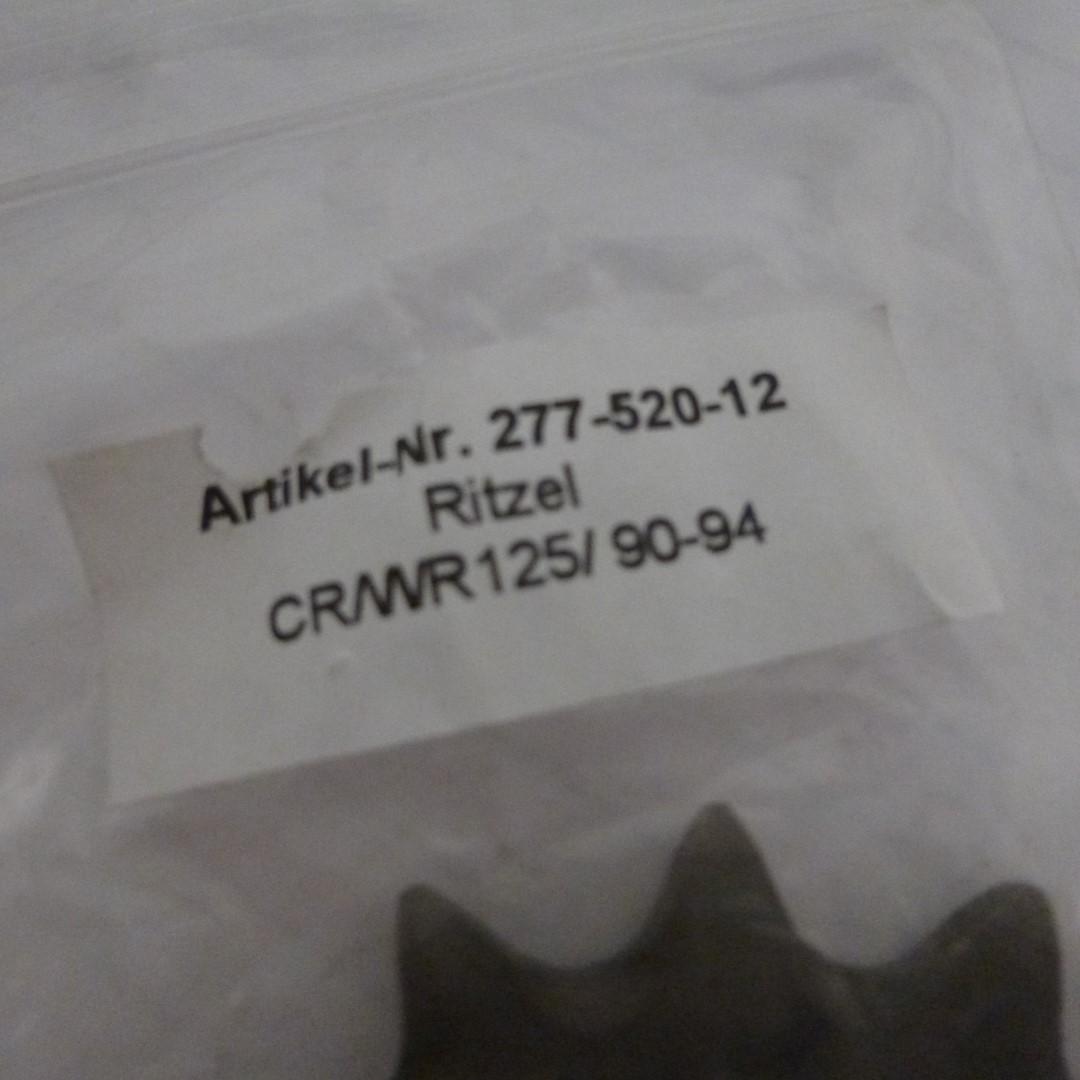 Artikel-Nr. 277-520-12
Ritzel
CR/WR125/ 90-94